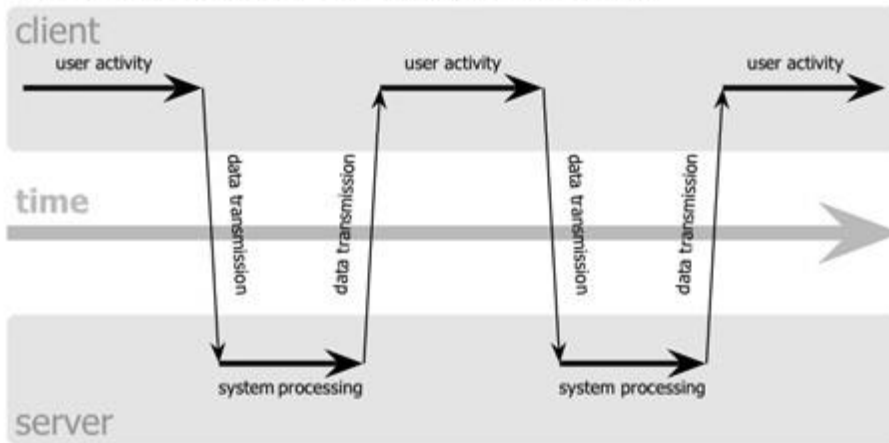 client
user activity
user activity
user activity
data transmission
data transmission
data transmission
data transmission
time
system processing
system processing
server